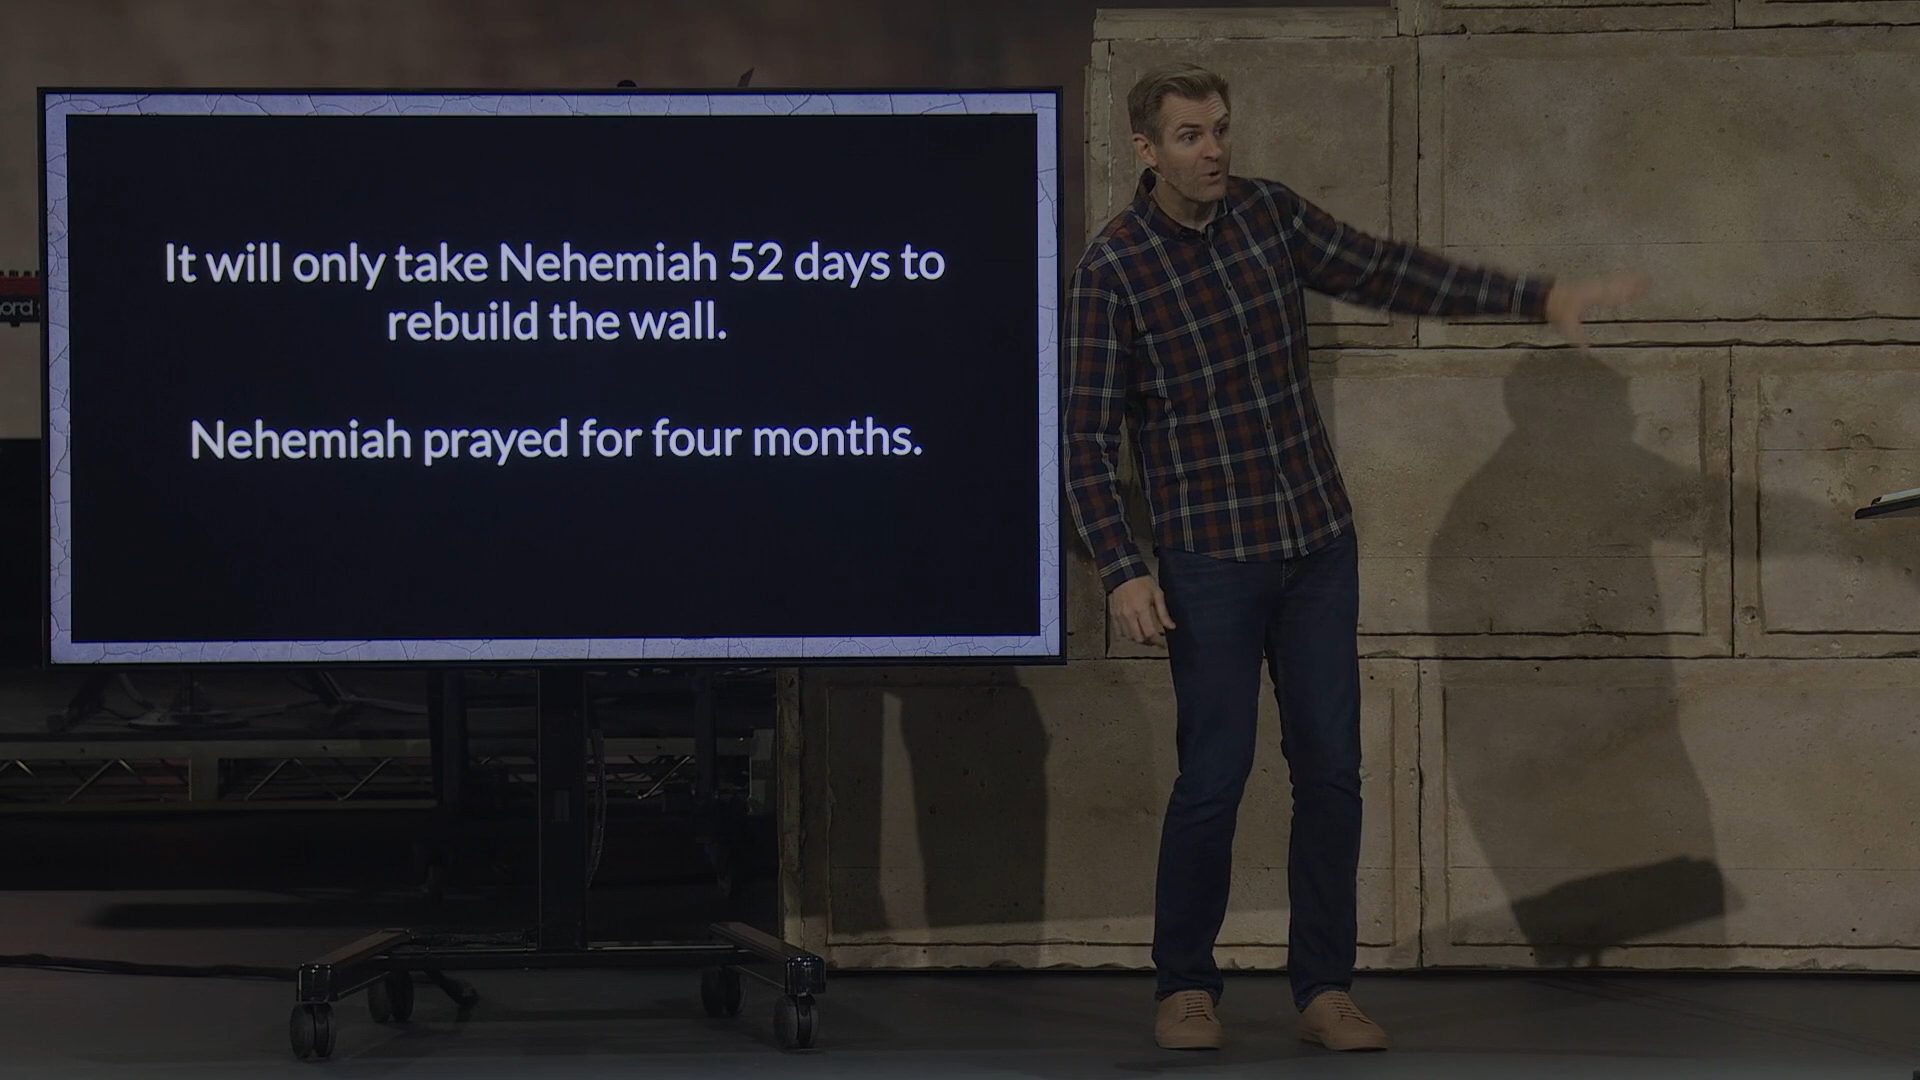 It will only take Nehemiah 52 days to
rebuild the wall.
Nehemiah prayed for four months.